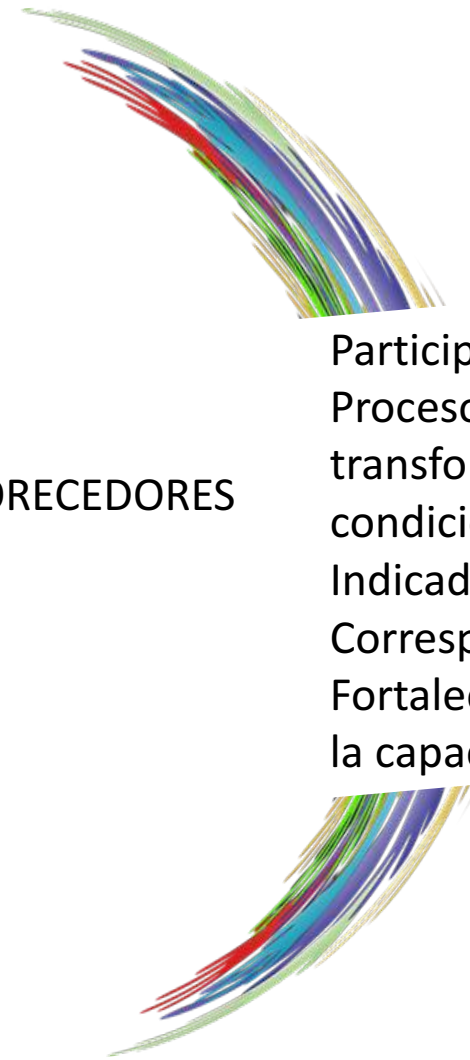 ORECEDORES
Particip
Proceso
transfo
condici
Indicad
Corresp
Fortalec
la capac